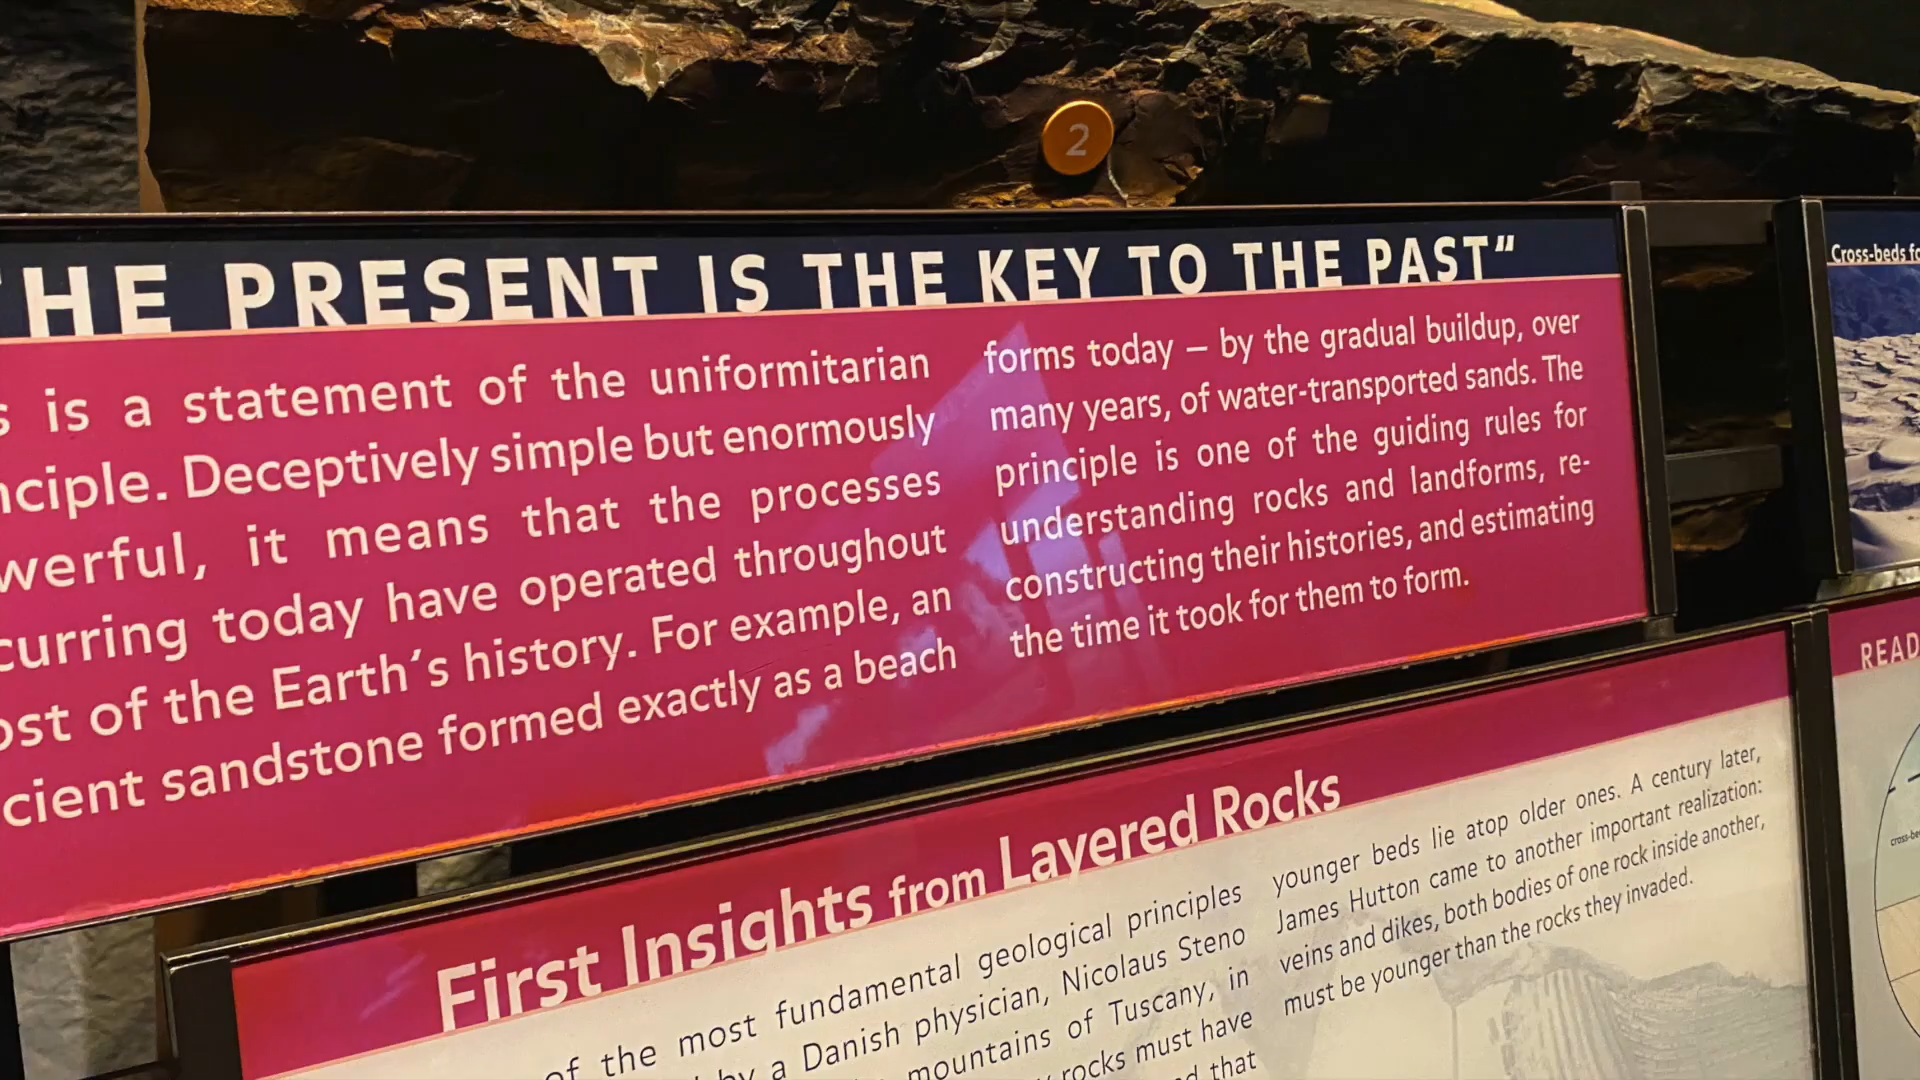 2
HE PRESENT IS THE KEY TO THE PAST“
s is a statement of the uniformitarian
nciple. Deceptively simple but enormously
werful, it means that the processes
curring today have operated throughout
ost of the Earth’s history. For example, an
cient sandstone formed exactly as a beach
forms today – by the gradual buildup, over
many years, of water-transported sands. The
principle is one of the guiding rules for
understanding rocks and landforms, re-
constructing their histories, and estimating
the time it took for them to form.
Cross-beds fo
First Insights from Layered Rocks
of the most fundamental geological principles
by a Danish physician, Nicolaus Steno
mountains of Tuscany, in
rocks must have
d that
younger beds lie atop older ones. A century later,
James Hutton came to another important realization:
veins and dikes, both bodies of one rock inside another,
must be younger than the rocks they invaded.
READ
cross-be